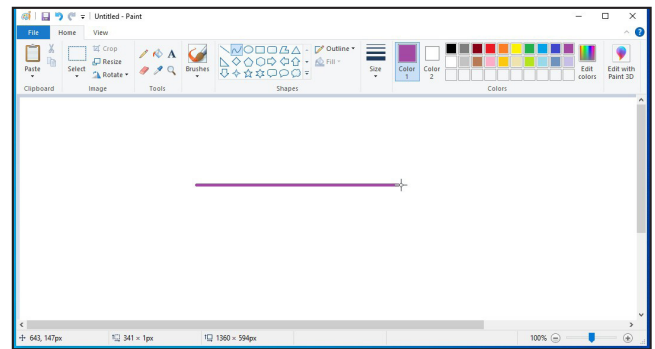 Untitled - Paint
File Home View
Paste
Select
Crop
Resize
Rotate
A
Brushes
Outline
Fill
Size
Color 1
Color 2
Edit colors
Edit with Paint 3D
Clipboard Image Tools Shapes Colors
643, 147px 341 × 1px 1360 × 594px 100%